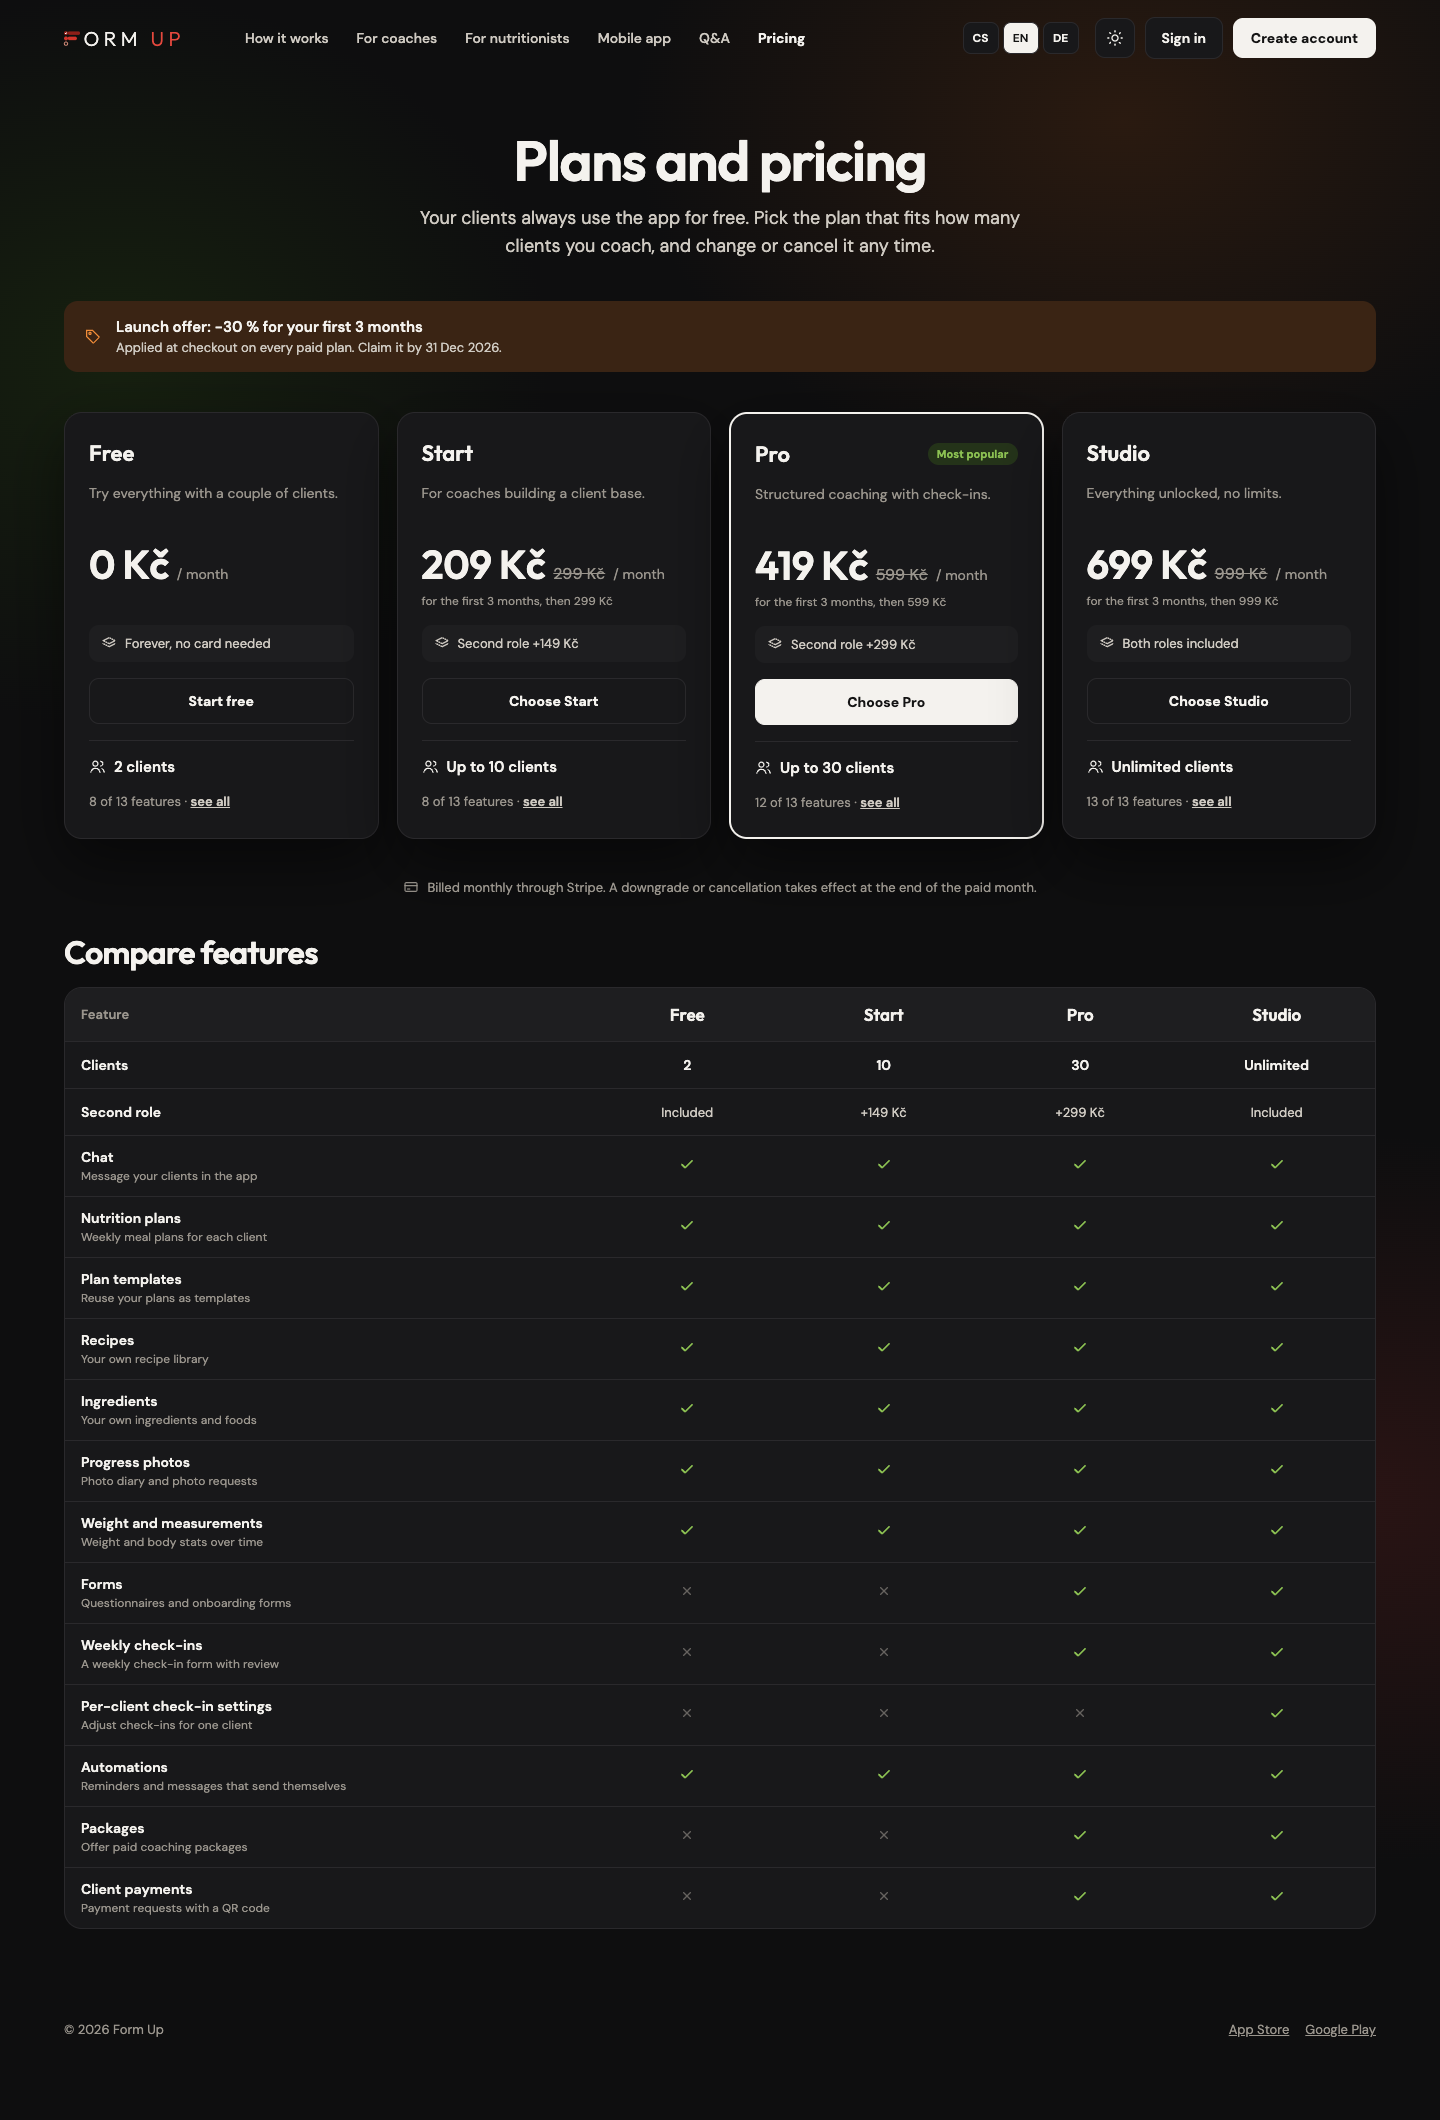 FORM UP
How it works
For coaches
For nutritionists
Mobile app
Q&A
Pricing
CS
EN
DE
Sign in
Create account
Plans and pricing
Your clients always use the app for free. Pick the plan that fits how many
clients you coach, and change or cancel it any time.
Launch offer: -30 % for your first 3 months
Applied at checkout on every paid plan. Claim it by 31 Dec 2026.
Free
Try everything with a couple of clients.
0 Kč / month
Forever, no card needed
Start free
2 clients
8 of 13 features · see all
Start
For coaches building a client base.
209 Kč 299 Kč / month
for the first 3 months, then 299 Kč
Second role +149 Kč
Choose Start
Up to 10 clients
8 of 13 features · see all
Pro
Most popular
Structured coaching with check-ins.
419 Kč 599 Kč / month
for the first 3 months, then 599 Kč
Second role +299 Kč
Choose Pro
Up to 30 clients
12 of 13 features · see all
Studio
Everything unlocked, no limits.
699 Kč 999 Kč / month
for the first 3 months, then 999 Kč
Both roles included
Choose Studio
Unlimited clients
13 of 13 features · see all
Billed monthly through Stripe. A downgrade or cancellation takes effect at the end of the paid month.
Compare features
Feature Free Start Pro Studio
Clients 2 10 30 Unlimited
Second role Included +149 Kč +299 Kč Included
Chat
Message your clients in the app
Nutrition plans
Weekly meal plans for each client
Plan templates
Reuse your plans as templates
Recipes
Your own recipe library
Ingredients
Your own ingredients and foods
Progress photos
Photo diary and photo requests
Weight and measurements
Weight and body stats over time
Forms
Questionnaires and onboarding forms
Weekly check-ins
A weekly check-in form with review
Per-client check-in settings
Adjust check-ins for one client
Automations
Reminders and messages that send themselves
Packages
Offer paid coaching packages
Client payments
Payment requests with a QR code
© 2026 Form Up
App Store
Google Play